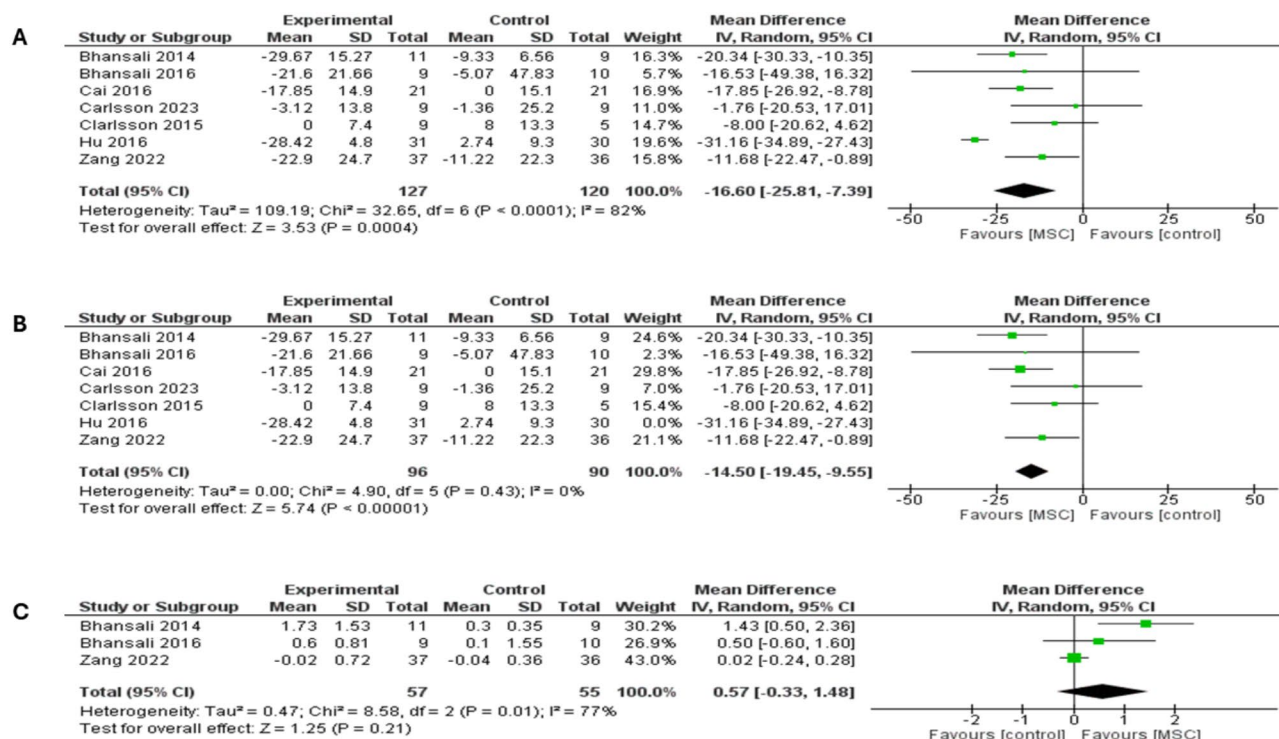 A
Experimental Control Mean Difference Mean Difference
Study or Subgroup Mean SD Total Mean SD Total Weight IV, Random, 95% CI IV, Random, 95% CI
Bhansali 2014 -29.67 15.27 11 -9.33 6.56 9 16.3% -20.34 [-30.33, -10.35]
Bhansali 2016 -21.6 21.66 9 -5.07 47.83 10 5.7% -16.53 [-49.38, 16.32]
Cai 2016 -17.85 14.9 21 0 15.1 21 16.9% -17.85 [-26.92, -8.78]
Carlsson 2023 -3.12 13.8 9 -1.36 25.2 9 11.0% -1.76 [-20.53, 17.01]
Clarlsson 2015 0 7.4 9 8 13.3 5 14.7% -8.00 [-20.62, 4.62]
Hu 2016 -28.42 4.8 31 2.74 9.3 30 19.6% -31.16 [-34.89, -27.43]
Zang 2022 -22.9 24.7 37 -11.22 22.3 36 15.8% -11.68 [-22.47, -0.89]
Total (95% CI) 127 120 100.0% -16.60 [-25.81, -7.39]
Heterogeneity: Tau² = 109.19; Chi² = 32.65, df = 6 (P < 0.0001); I² = 82%
Test for overall effect: Z = 3.53 (P = 0.0004)
-50 -25 0 25 50
Favours [MSC] Favours [control]
B
Experimental Control Mean Difference Mean Difference
Study or Subgroup Mean SD Total Mean SD Total Weight IV, Random, 95% CI IV, Random, 95% CI
Bhansali 2014 -29.67 15.27 11 -9.33 6.56 9 24.6% -20.34 [-30.33, -10.35]
Bhansali 2016 -21.6 21.66 9 -5.07 47.83 10 2.3% -16.53 [-49.38, 16.32]
Cai 2016 -17.85 14.9 21 0 15.1 21 29.8% -17.85 [-26.92, -8.78]
Carlsson 2023 -3.12 13.8 9 -1.36 25.2 9 7.0% -1.76 [-20.53, 17.01]
Clarlsson 2015 0 7.4 9 8 13.3 5 15.4% -8.00 [-20.62, 4.62]
Hu 2016 -28.42 4.8 31 2.74 9.3 30 0.0% -31.16 [-34.89, -27.43]
Zang 2022 -22.9 24.7 37 -11.22 22.3 36 21.1% -11.68 [-22.47, -0.89]
Total (95% CI) 96 90 100.0% -14.50 [-19.45, -9.55]
Heterogeneity: Tau² = 0.00; Chi² = 4.90, df = 5 (P = 0.43); I² = 0%
Test for overall effect: Z = 5.74 (P < 0.00001)
-50 -25 0 25 50
Favours [MSC] Favours [control]
C
Experimental Control Mean Difference Mean Difference
Study or Subgroup Mean SD Total Mean SD Total Weight IV, Random, 95% CI IV, Random, 95% CI
Bhansali 2014 1.73 1.53 11 0.3 0.35 9 30.2% 1.43 [0.50, 2.36]
Bhansali 2016 0.6 0.81 9 0.1 1.55 10 26.9% 0.50 [-0.60, 1.60]
Zang 2022 -0.02 0.72 37 -0.04 0.36 36 43.0% 0.02 [-0.24, 0.28]
Total (95% CI) 57 55 100.0% 0.57 [-0.33, 1.48]
Heterogeneity: Tau² = 0.47; Chi² = 8.58, df = 2 (P = 0.01); I² = 77%
Test for overall effect: Z = 1.25 (P = 0.21)
-2 -1 0 1 2
Favours [control] Favours [MSC]